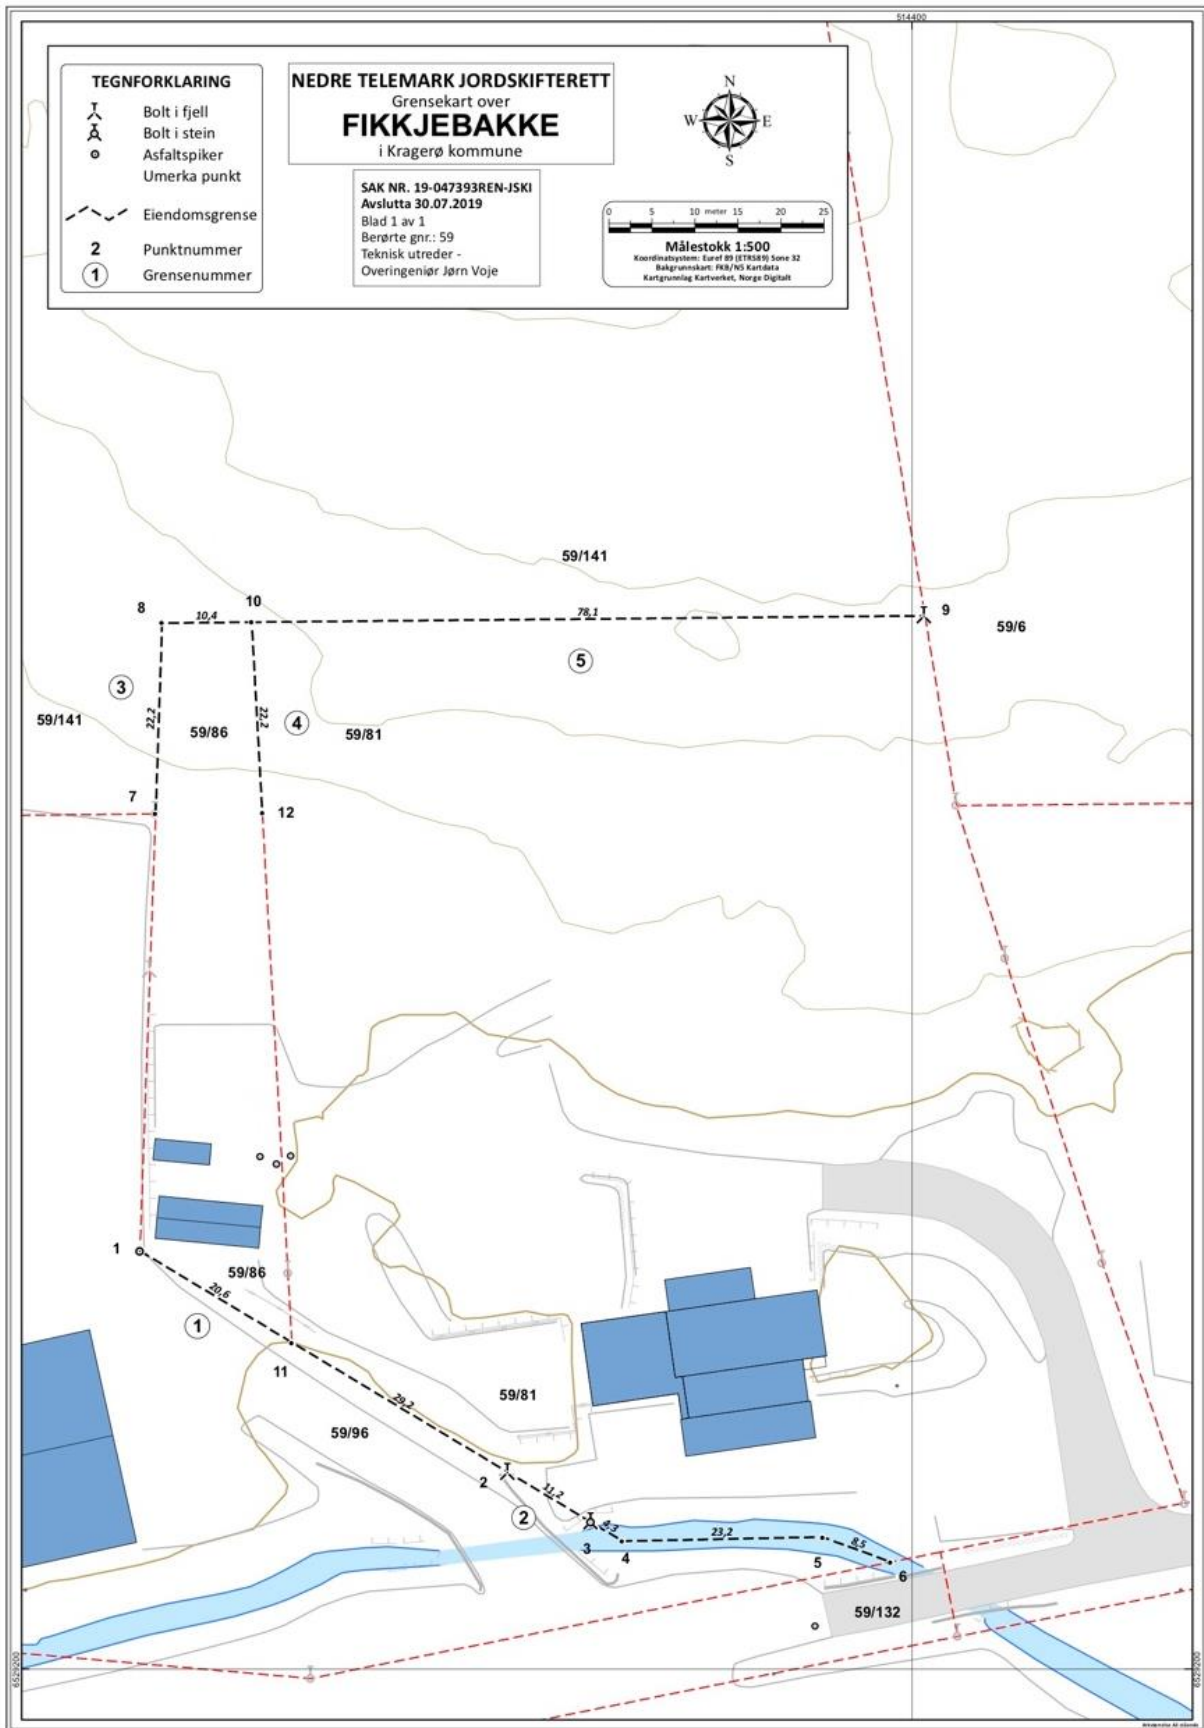 514400
TEGNFORKLARING
Bolt i fjell
Bolt i stein
Asfaltspiker
Umerka punkt
Eiendomsgrense
2 Punktnummer
1 Grensenummer
NEDRE TELEMARK JORDSKIFTERETT
Grensekart over
FIKKJEBAKKE
i Kragerø kommune
SAK NR. 19-047393REN-JSKI
Avslutta 30.07.2019
Blad 1 av 1
Berørte gnr.: 59
Teknisk utreder -
Overingeniør Jørn Voje
N
W E
S
0 5 10 meter 15 20 25
Målestokk 1:500
Koordinatsystem: Euref 89 (ETRS89) Sone 32
Bakgrunnskart: FKB/N5 Kartdata
Kartgrunnlag Kartverket, Norge Digitalt
59/141
8 10 9
10,4 78,1
59/6
5
3
22,2
59/141
59/86
22,2
4
59/81
7
12
1
59/86
20,6
1
11
29,2
59/81
59/96
2
11,2
2
3
4,3
4
23,2
5
8,5
6
59/132
6529200
6529200